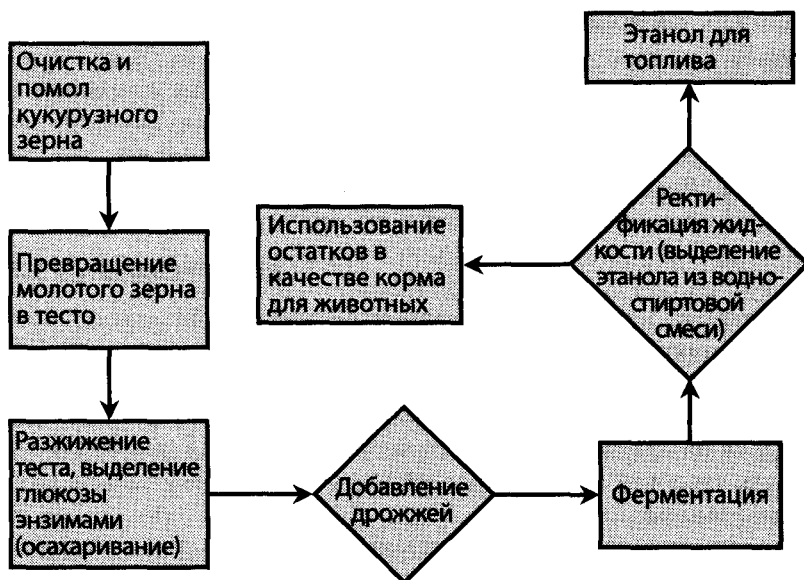 Очистка и
помол
кукурузного
зерна
Превращение
молотого зерна
в тесто
Разжижение
теста, выделение
глюкозы
энзимами
(осахаривание)
Добавление
дрожжей
Ферментация
Ректи-
фикация жид-
кости (выделение
этанола из водно-
спиртовой
смеси)
Использование
остатков в
качестве корма
для животных
Этанол для
топлива